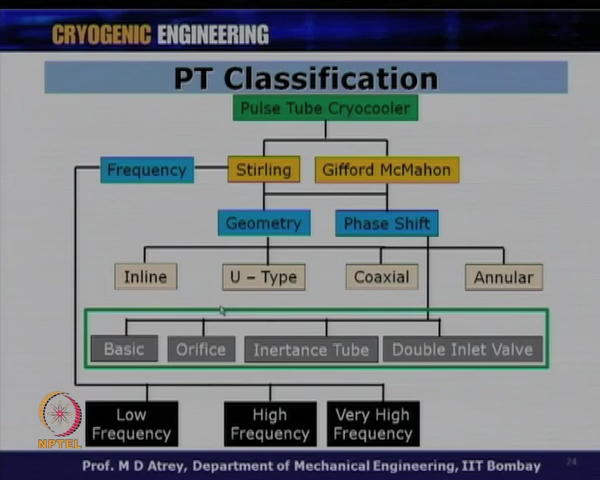 CRYOGENIC ENGINEERING
PT Classification
Pulse Tube Cryocooler
Frequency Stirling Gifford McMahon
Geometry Phase Shift
Inline U – Type Coaxial Annular
Basic Orifice Inertance Tube Double Inlet Valve
Low Frequency High Frequency Very High Frequency
NPTEL
Prof. M D Atrey, Department of Mechanical Engineering, IIT Bombay 24